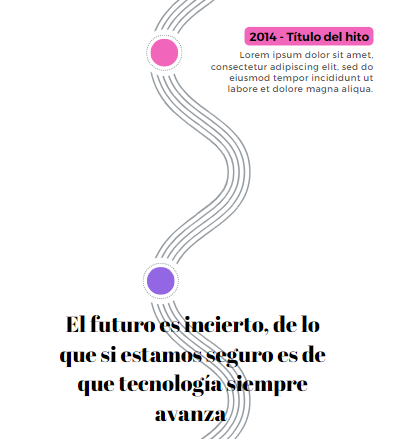 2014 - Título del hito
Lorem ipsum dolor sit amet,
consectetur adipiscing elit, sed do
eiusmod tempor incididunt ut
labore et dolore magna aliqua.
El futuro es incierto, de lo
que si estamos seguro es de
que tecnología siempre
avanza